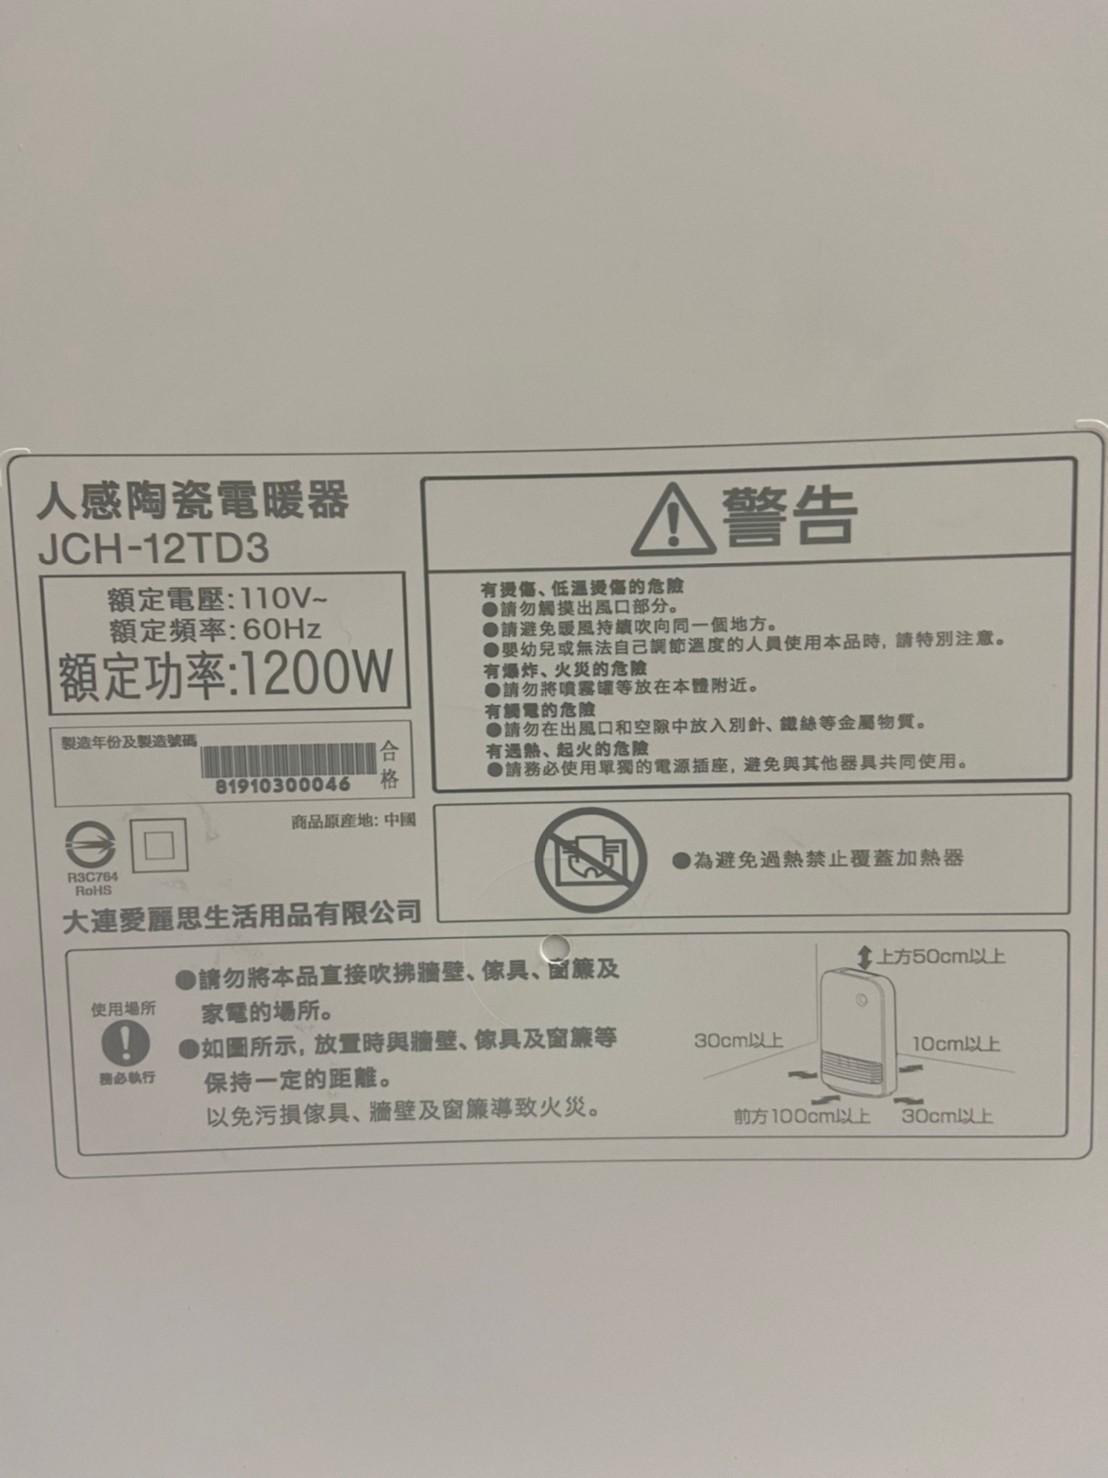 人感陶瓷電暖器
JCH-12TD3
額定電壓:110V~
額定頻率:60Hz
額定功率:1200W
製造年份及製造號碼
81910300046
合格
商品原產地:中國
R3C764
RoHS
大連愛麗思生活用品有限公司
警告
有燙傷、低溫燙傷的危險
●請勿觸摸出風口部分。
●請避免暖風持續吹向同一個地方。
●嬰幼兒或無法自己調節溫度的人員使用本品時,請特別注意。
有爆炸、火災的危險
●請勿將噴霧罐等放在本體附近。
有觸電的危險
●請勿在出風口和空隙中放入別針、鐵絲等金屬物質。
有過熱、起火的危險
●請務必使用單獨的電源插座,避免與其他器具共同使用。
●為避免過熱禁止覆蓋加熱器
使用場所
務必執行
●請勿將本品直接吹拂牆壁、傢具、窗簾及
家電的場所。
●如圖所示,放置時與牆壁、傢具及窗簾等
保持一定的距離。
以免污損傢具、牆壁及窗簾導致火災。
上方50cm以上
30cm以上
10cm以上
前方100cm以上
30cm以上